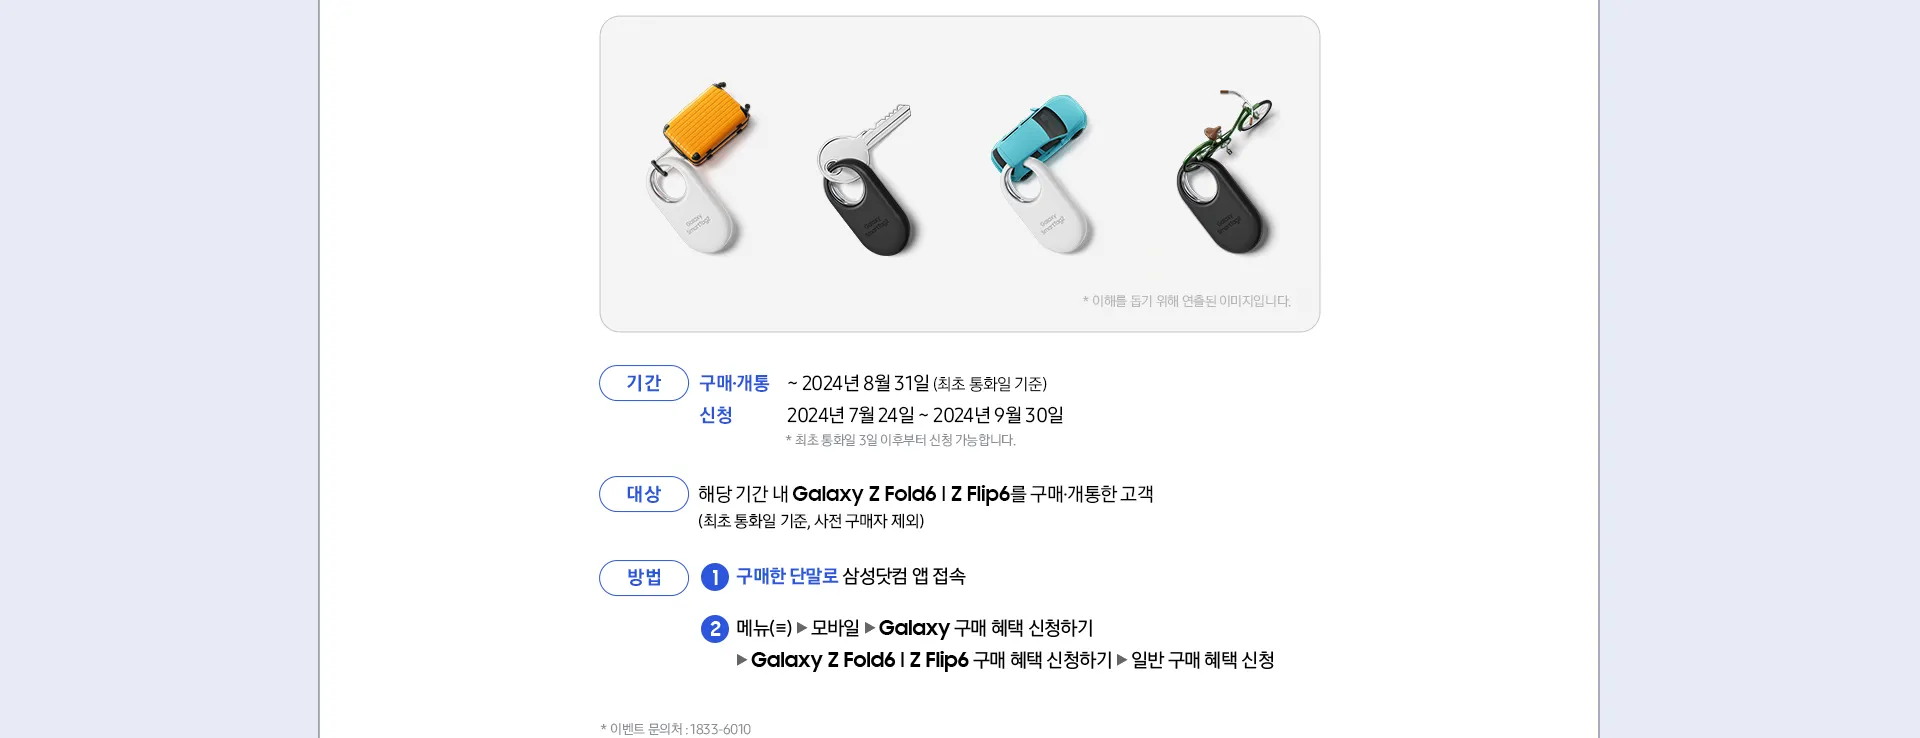 Galaxy
SmartTag2
Galaxy
SmartTag2
Galaxy
SmartTag2
Galaxy
SmartTag2
* 이해를 돕기 위해 연출된 이미지입니다.
기간 구매·개통 ~ 2024년 8월 31일 (최초 통화일 기준)
신청 2024년 7월 24일 ~ 2024년 9월 30일
* 최초 통화일 3일 이후부터 신청 가능합니다.
대상 해당 기간 내 Galaxy Z Fold6 | Z Flip6를 구매·개통한 고객
(최초 통화일 기준, 사전 구매자 제외)
방법 1 구매한 단말로 삼성닷컴 앱 접속
2 메뉴(≡) ▶ 모바일 ▶ Galaxy 구매 혜택 신청하기
▶ Galaxy Z Fold6 | Z Flip6 구매 혜택 신청하기 ▶ 일반 구매 혜택 신청
* 이벤트 문의처 : 1833-6010